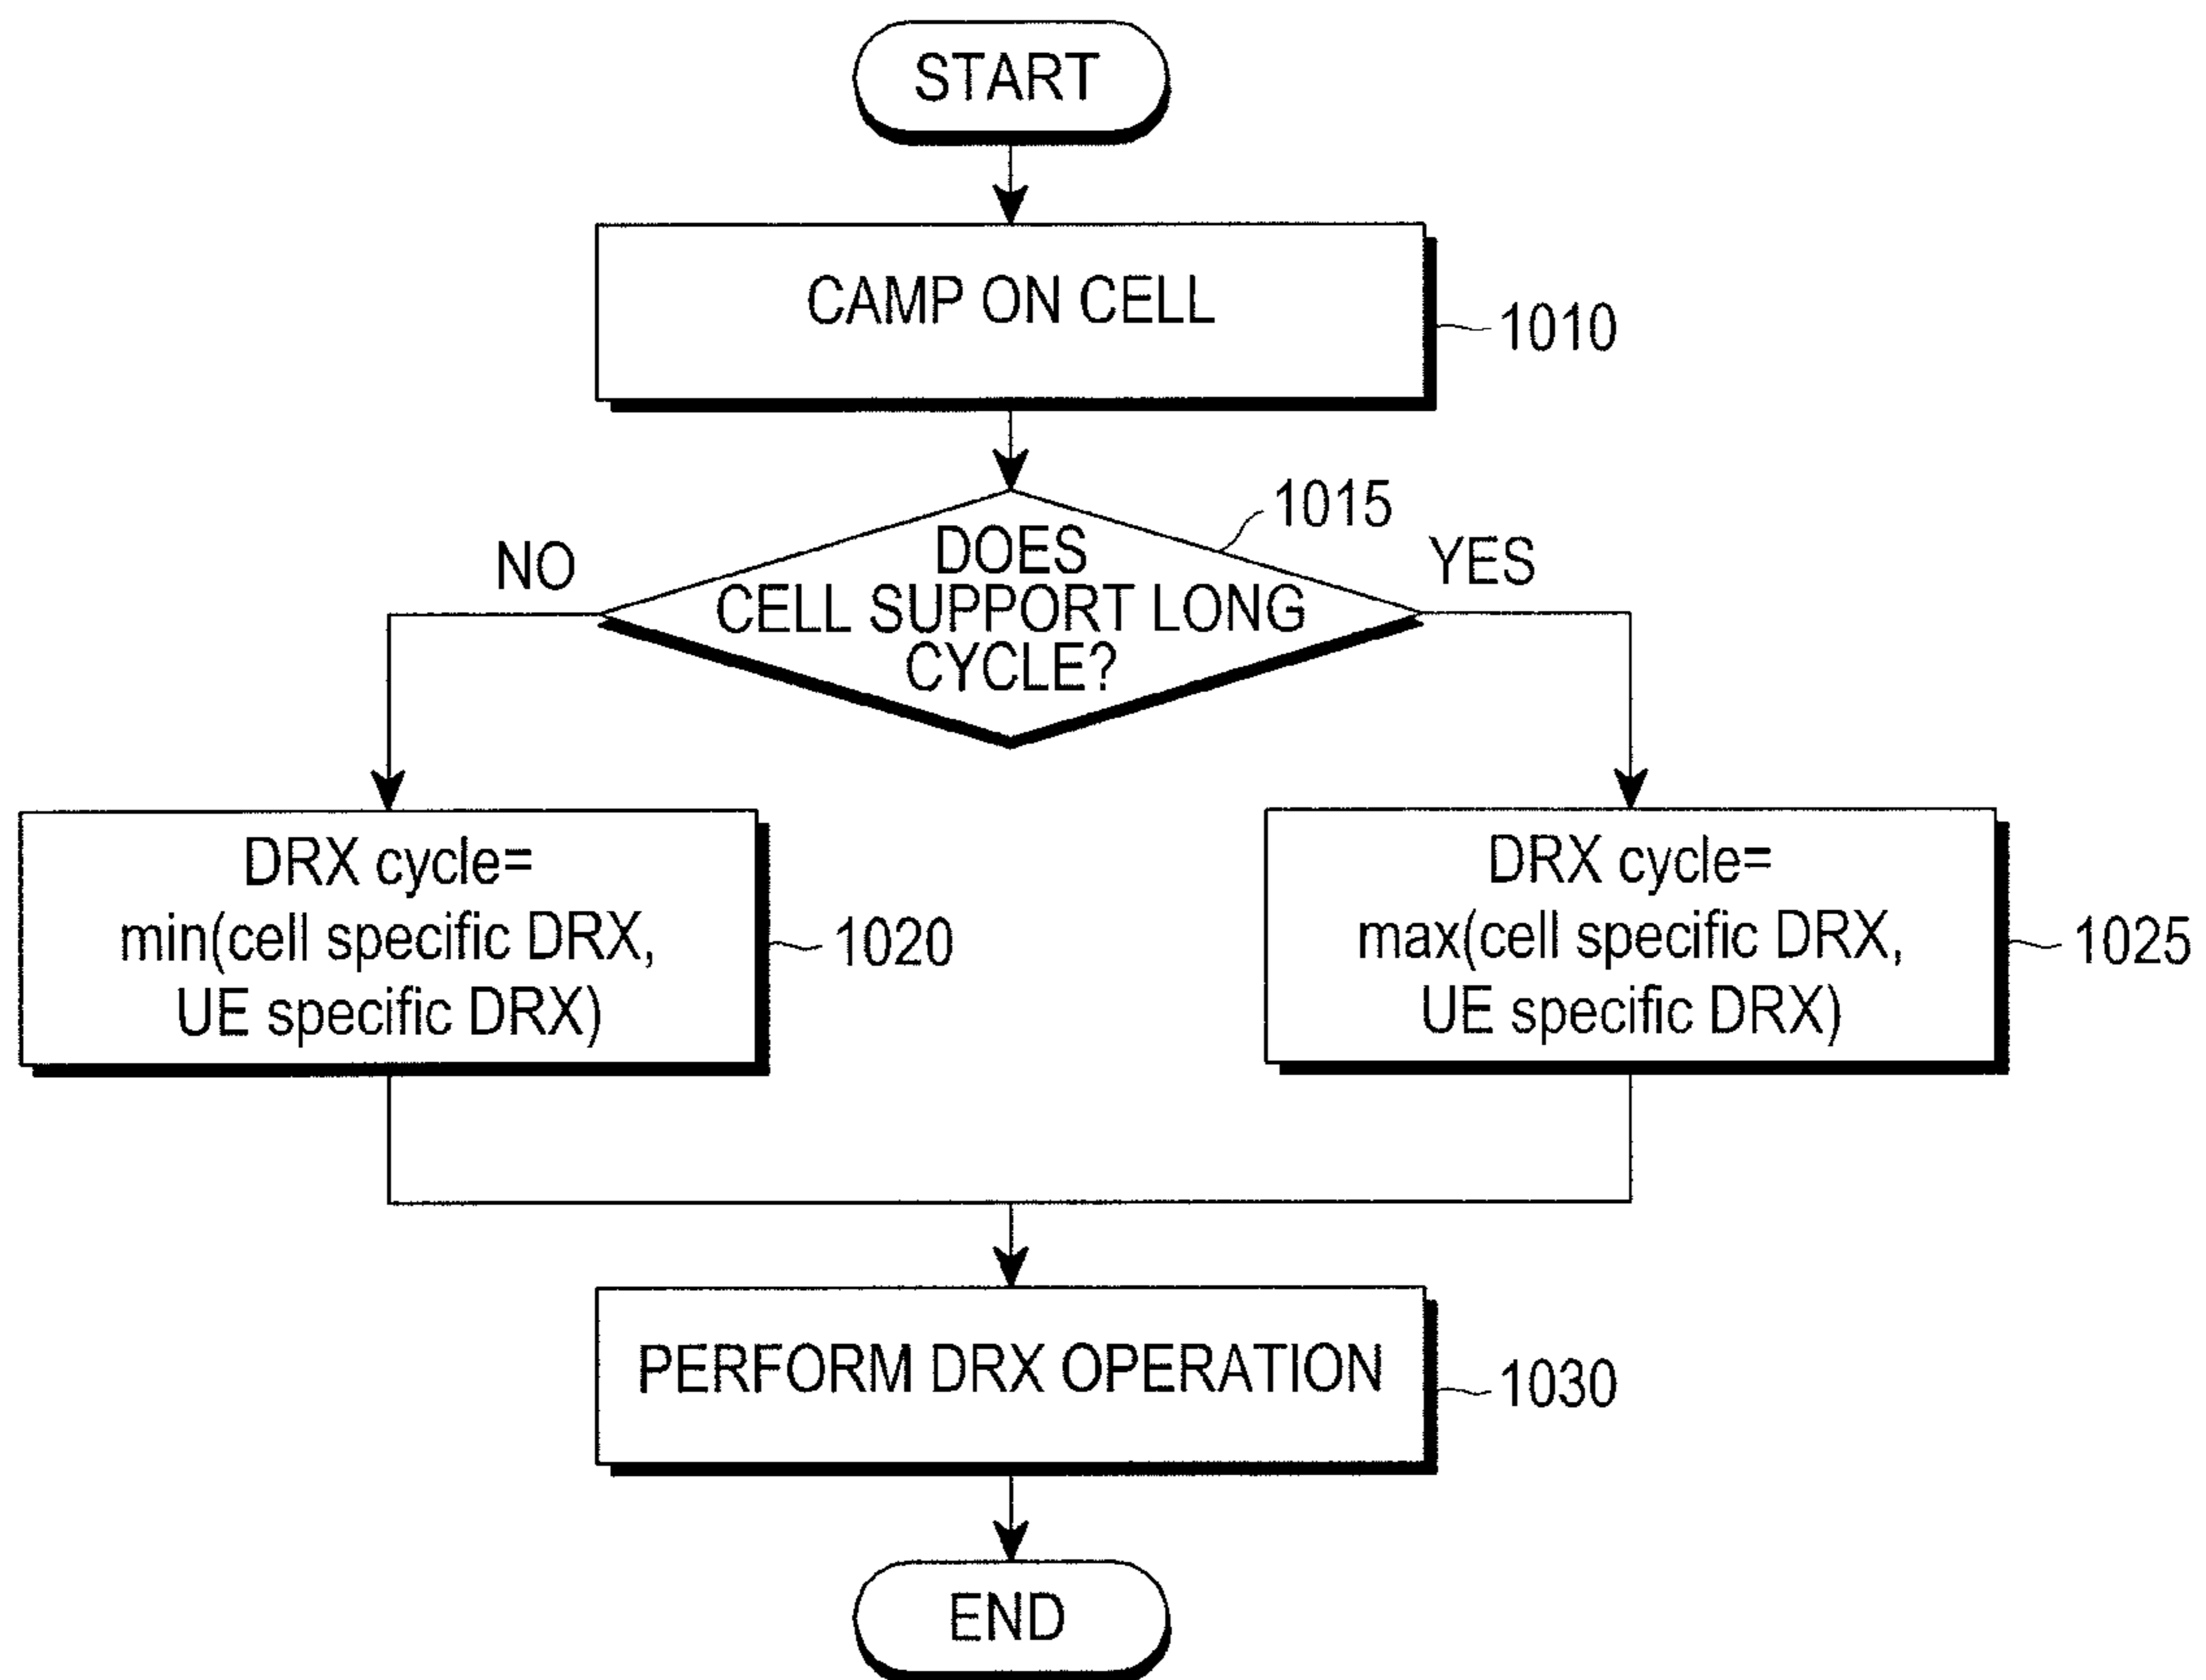 START
CAMP ON CELL
1010
1015
DOES
CELL SUPPORT LONG
CYCLE?
NO
YES
DRX cycle=
min(cell specific DRX,
UE specific DRX)
1020
DRX cycle=
max(cell specific DRX,
UE specific DRX)
1025
PERFORM DRX OPERATION
1030
END